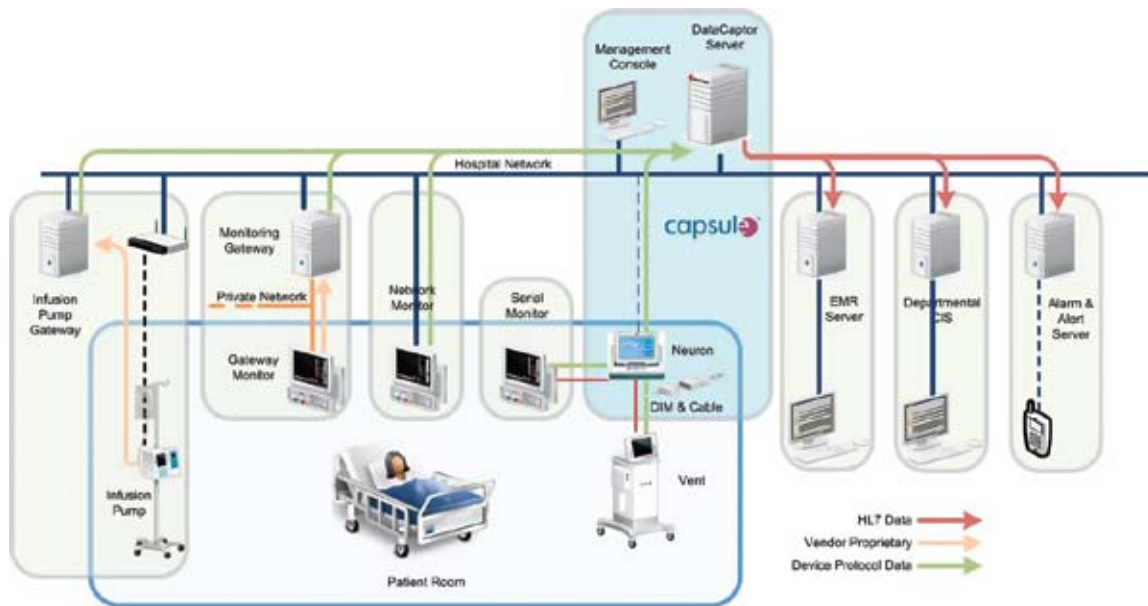 DataCaptor
Server
Management
Console
Hospital Network
capsule™
Monitoring
Gateway
Infusion
Pump
Gateway
Private Network
Network
Monitor
Serial
Monitor
EMR
Server
Departmental
CIS
Alarm &
Alert
Server
Gateway
Monitor
Neuron
DIM & Cable
Infusion
Pump
Vent
Patient Room
HL7 Data
Vendor Proprietary
Device Protocol Data